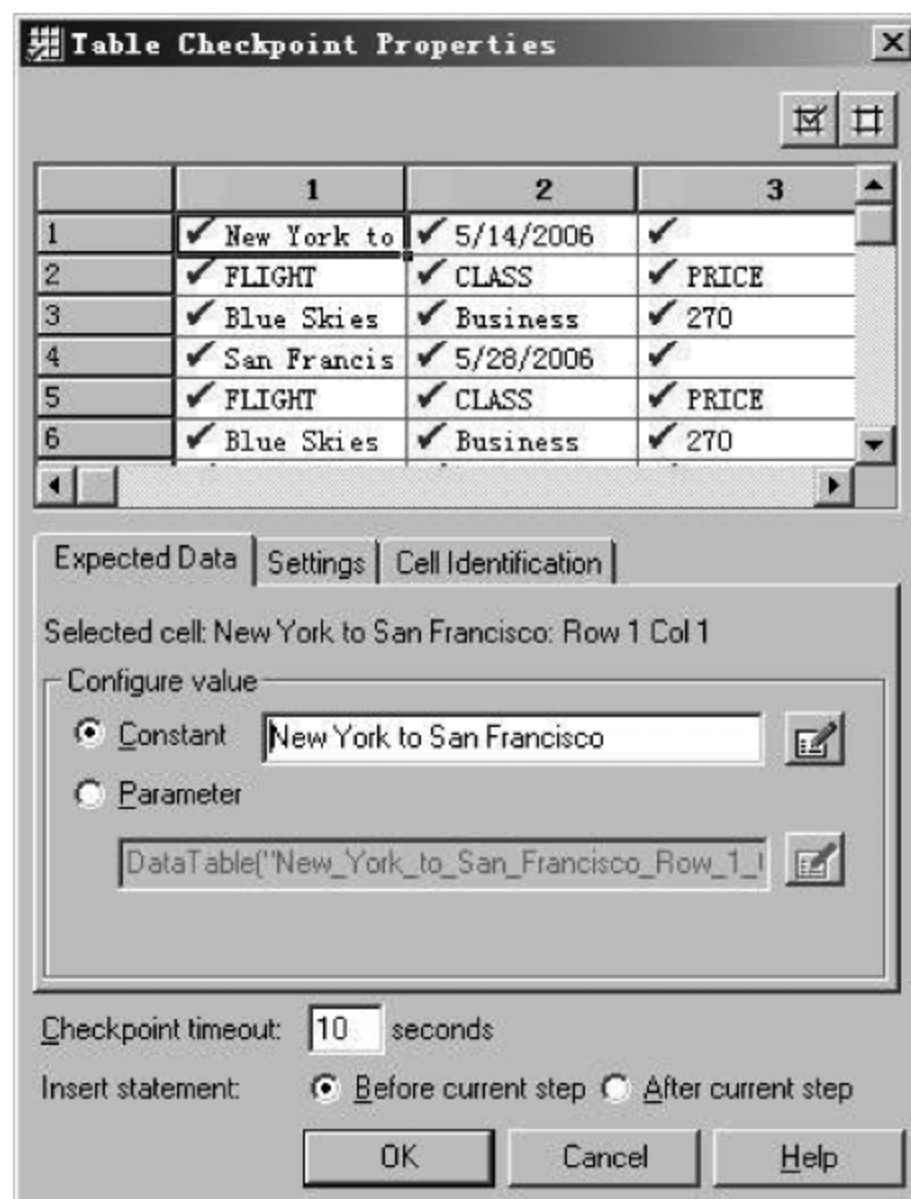 Table Checkpoint Properties
1 2 3
1 New York to 5/14/2006
2 FLIGHT CLASS PRICE
3 Blue Skies Business 270
4 San Francis 5/28/2006
5 FLIGHT CLASS PRICE
6 Blue Skies Business 270
Expected Data Settings Cell Identification
Selected cell: New York to San Francisco: Row 1 Col 1
Configure value
Constant New York to San Francisco
Parameter
DataTable("New_York_to_San_Francisco_Row_1_
Checkpoint timeout: 10 seconds
Insert statement: Before current step After current step
OK Cancel Help